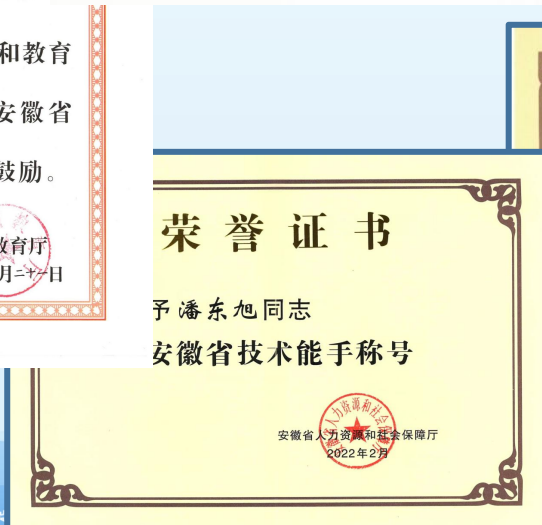 和教育
安徽省
鼓励。
教育厅
月二十一日
荣誉证书
予潘东旭同志
安徽省技术能手称号
安徽省人力资源和社会保障厅
2022年2月